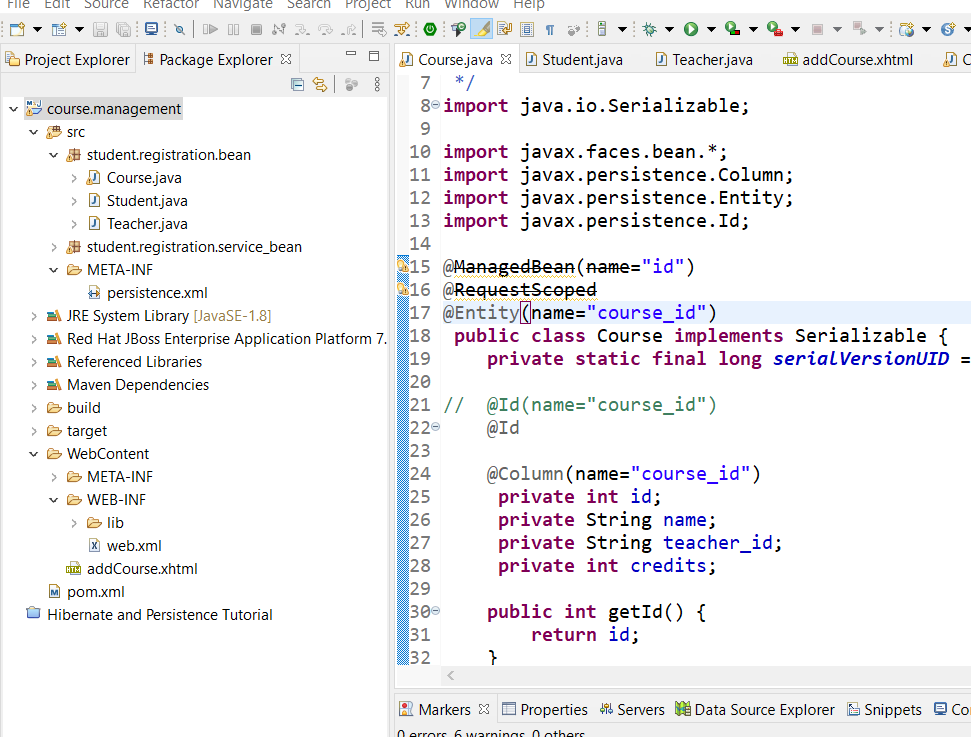 File Edit Source Refactor Navigate Search Project Run Window Help
Project Explorer Package Explorer
Course.java Student.java Teacher.java addCourse.xhtml C
course.management
src
student.registration.bean
Course.java
Student.java
Teacher.java
student.registration.service_bean
META-INF
persistence.xml
JRE System Library [JavaSE-1.8]
Red Hat JBoss Enterprise Application Platform 7.
Referenced Libraries
Maven Dependencies
build
target
WebContent
META-INF
WEB-INF
lib
web.xml
addCourse.xhtml
pom.xml
Hibernate and Persistence Tutorial
7 */
8 import java.io.Serializable;
9
10 import javax.faces.bean.*;
11 import javax.persistence.Column;
12 import javax.persistence.Entity;
13 import javax.persistence.Id;
14
15 @ManagedBean(name="id")
16 @RequestScoped
17 @Entity(name="course_id")
18 public class Course implements Serializable {
19 private static final long serialVersionUID =
20
21 // @Id(name="course_id")
22 @Id
23
24 @Column(name="course_id")
25 private int id;
26 private String name;
27 private String teacher_id;
28 private int credits;
29
30 public int getId() {
31 return id;
32 }
Markers Properties Servers Data Source Explorer Snippets Co
0 errors, 6 warnings, 0 others